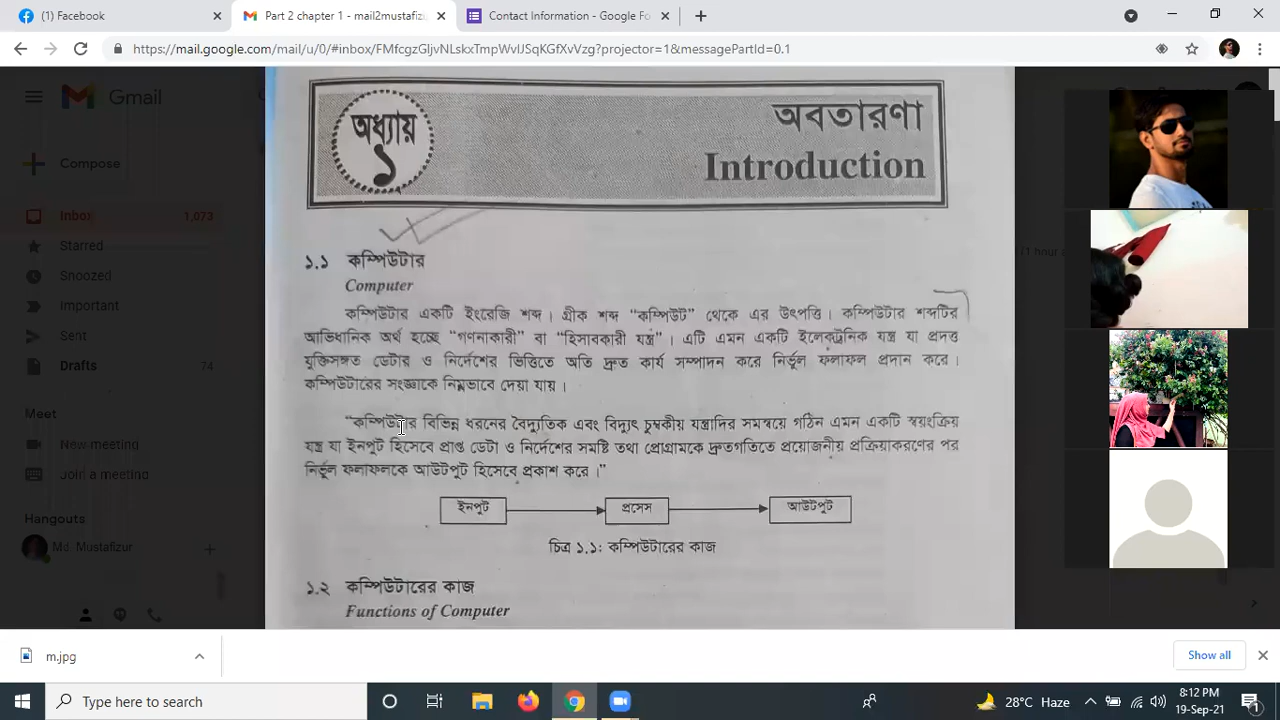 (1) Facebook
Part 2 chapter 1 - mail2mustafizu
Contact Information - Google Fo
https://mail.google.com/mail/u/0/#inbox/FMfcgzGljvNLskxTmpWvlJSqKGfXvVzg?projector=1&messagePartId=0.1
Gmail
Compose
Inbox 1,073
Starred
Snoozed
Important
Sent
Drafts 74
Meet
New meeting
Join a meeting
Hangouts
Md. Mustafizur
(1 hour a
অধ্যায়
১
অবতারণা
Introduction
১.১ কম্পিউটার
Computer
কম্পিউটার একটি ইংরেজি শব্দ। গ্রীক শব্দ “কম্পিউট” থেকে এর উৎপত্তি। কম্পিউটার শব্দটির
আভিধানিক অর্থ হচ্ছে “গণনাকারী” বা “হিসাবকারী যন্ত্র”। এটি এমন একটি ইলেকট্রনিক যন্ত্র যা প্রদত্ত
যুক্তিসঙ্গত ডেটার ও নির্দেশের ভিত্তিতে অতি দ্রুত কার্য সম্পাদন করে নির্ভুল ফলাফল প্রদান করে।
কম্পিউটারের সংজ্ঞাকে নিম্নভাবে দেয়া যায়।
“কম্পিউটার বিভিন্ন ধরনের বৈদ্যুতিক এবং বিদ্যুৎ চুম্বকীয় যন্ত্রাদির সমন্বয়ে গঠিন এমন একটি স্বয়ংক্রিয়
যন্ত্র যা ইনপুট হিসেবে প্রাপ্ত ডেটা ও নির্দেশের সমষ্টি তথা প্রোগ্রামকে দ্রুতগতিতে প্রয়োজনীয় প্রক্রিয়াকরণের পর
নির্ভুল ফলাফলকে আউটপুট হিসেবে প্রকাশ করে।”
ইনপুট প্রসেস আউটপুট
চিত্র ১.১: কম্পিউটারের কাজ
১.২ কম্পিউটারের কাজ
Functions of Computer
m.jpg
Show all
Type here to search
28°C Haze
8:12 PM
19-Sep-21
1